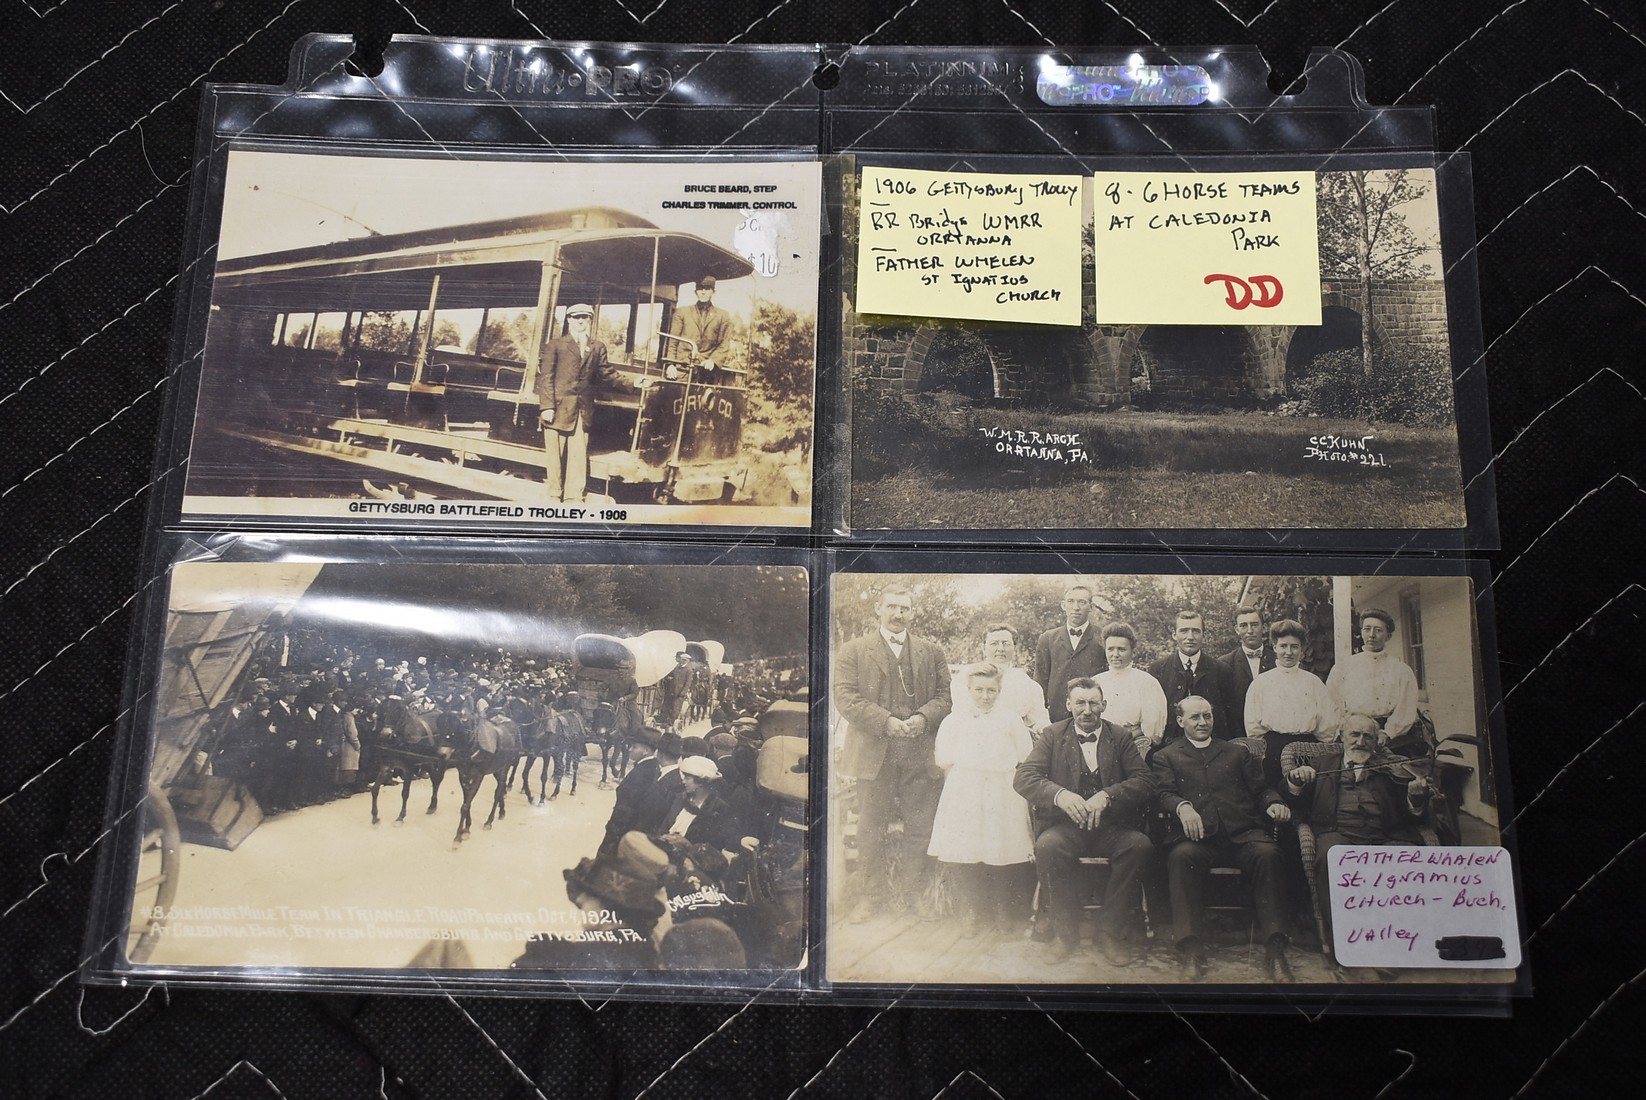 Ultra·PRO
PLATINUM
BRUCE BEARD, STEP
CHARLES TRIMMER, CONTROL
$10
G.RY CO.
GETTYSBURG BATTLEFIELD TROLLEY - 1908
1906 GETTYSBURG TROLLY
RR BRidge WMRR
ORRTANNA
FATHER WHELEN
ST IGNATIUS
CHURCH
8 - 6 HORSE TEAMS
AT CALEDONIA
PARK
DD
W.M.R.R. ARCH.
ORRTANNA, PA.
C.C. KUHN
PHOTO. #221.
SIX HORSE MULE TEAM IN TRIANGLE ROAD PAGEANT, OCT. 4, 1921.
AT CALEDONIA PARK, BETWEEN CHAMBERSBURG AND GETTYSBURG, PA.
FATHER WHALEN
St. IGNAMIUS
CHURCH - BUCH.
VAlley